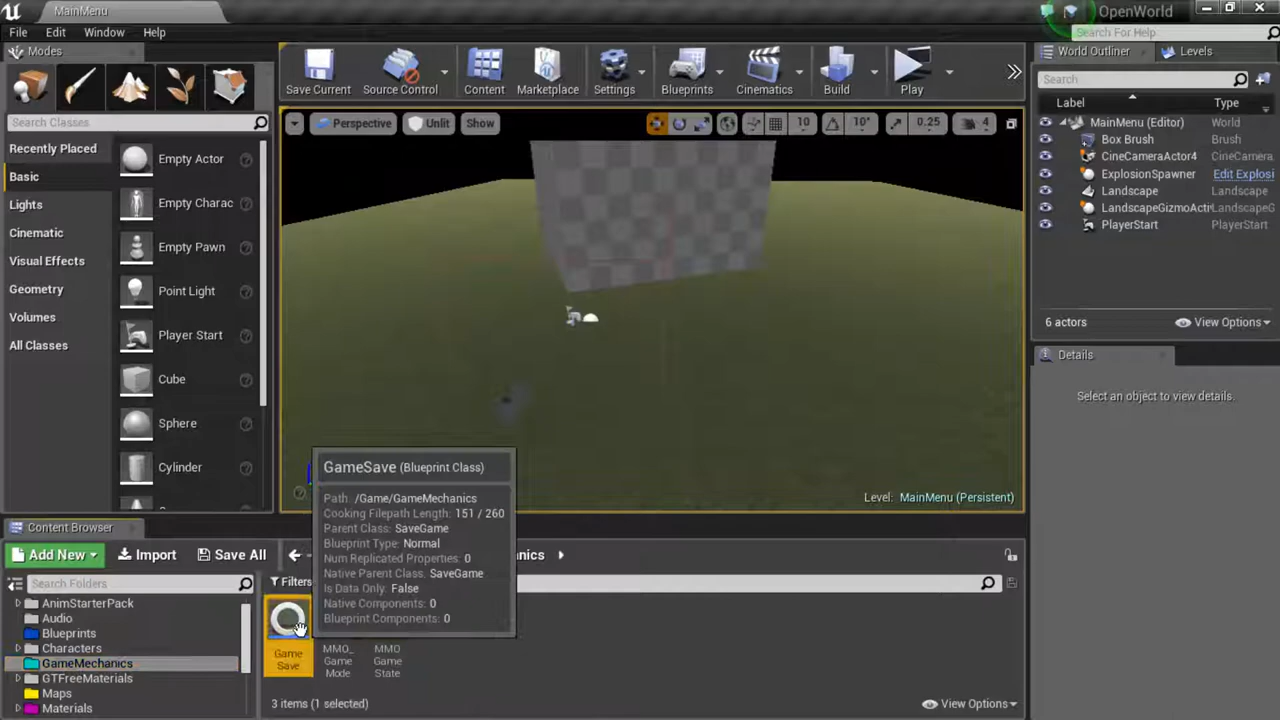 MainMenu
OpenWorld
File Edit Window Help
Search For Help
Modes
Save Current
Source Control
Content
Marketplace
Settings
Blueprints
Cinematics
Build
Play
World Outliner
Levels
Search Classes
Perspective
Unlit
Show
10
10°
0.25
4
Search
Label
Type
Recently Placed
Basic
Lights
Cinematic
Visual Effects
Geometry
Volumes
All Classes
Empty Actor
Empty Charac
Empty Pawn
Point Light
Player Start
Cube
Sphere
Cylinder
MainMenu (Editor) World
Box Brush Brush
CineCameraActor4 CineCamera
ExplosionSpawner Edit Explosi
Landscape Landscape
LandscapeGizmoActi LandscapeG
PlayerStart PlayerStart
6 actors
View Options
Details
Select an object to view details.
Level: MainMenu (Persistent)
GameSave (Blueprint Class)
Path: /Game/GameMechanics
Cooking Filepath Length: 151 / 260
Parent Class: SaveGame
Blueprint Type: Normal
Num Replicated Properties: 0
Native Parent Class: SaveGame
Is Data Only: False
Native Components: 0
Blueprint Components: 0
Content Browser
Add New
Import
Save All
nics
Search Folders
Filters
AnimStarterPack
Audio
Blueprints
Characters
GameMechanics
GTFreeMaterials
Maps
Materials
Game
Save
MMO_
Game
Mode
MMO
Game
State
3 items (1 selected)
View Options